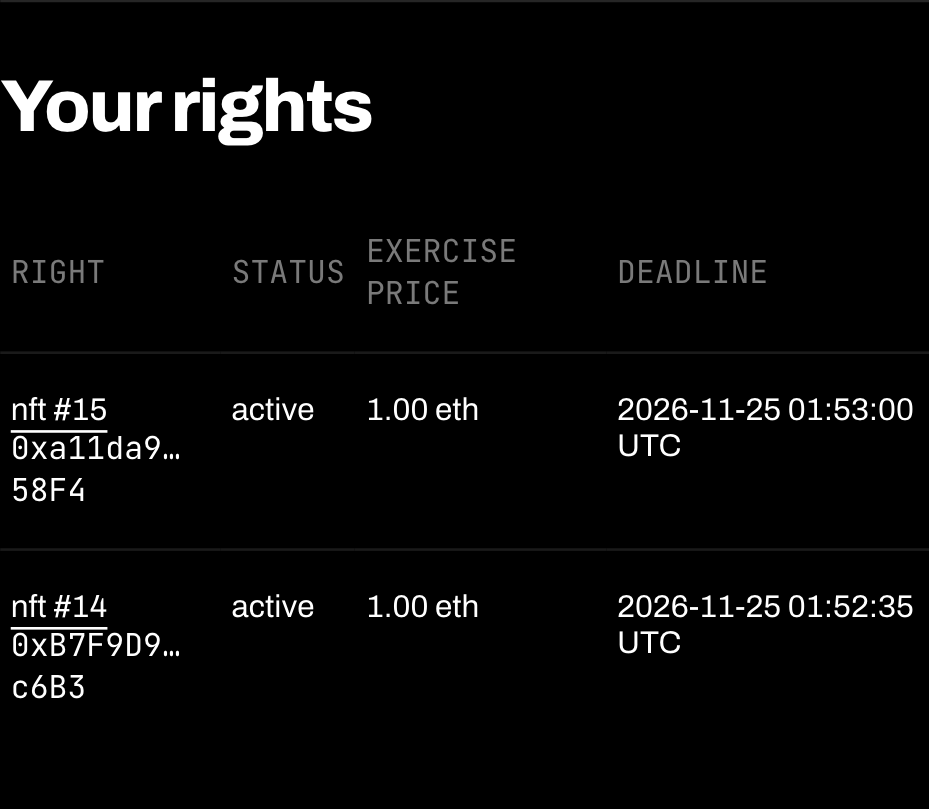 Your rights
RIGHT STATUS EXERCISE PRICE DEADLINE
nft #15 active 1.00 eth 2026-11-25 01:53:00 UTC
0xa11da9…
58F4
nft #14 active 1.00 eth 2026-11-25 01:52:35 UTC
0xB7F9D9…
c6B3